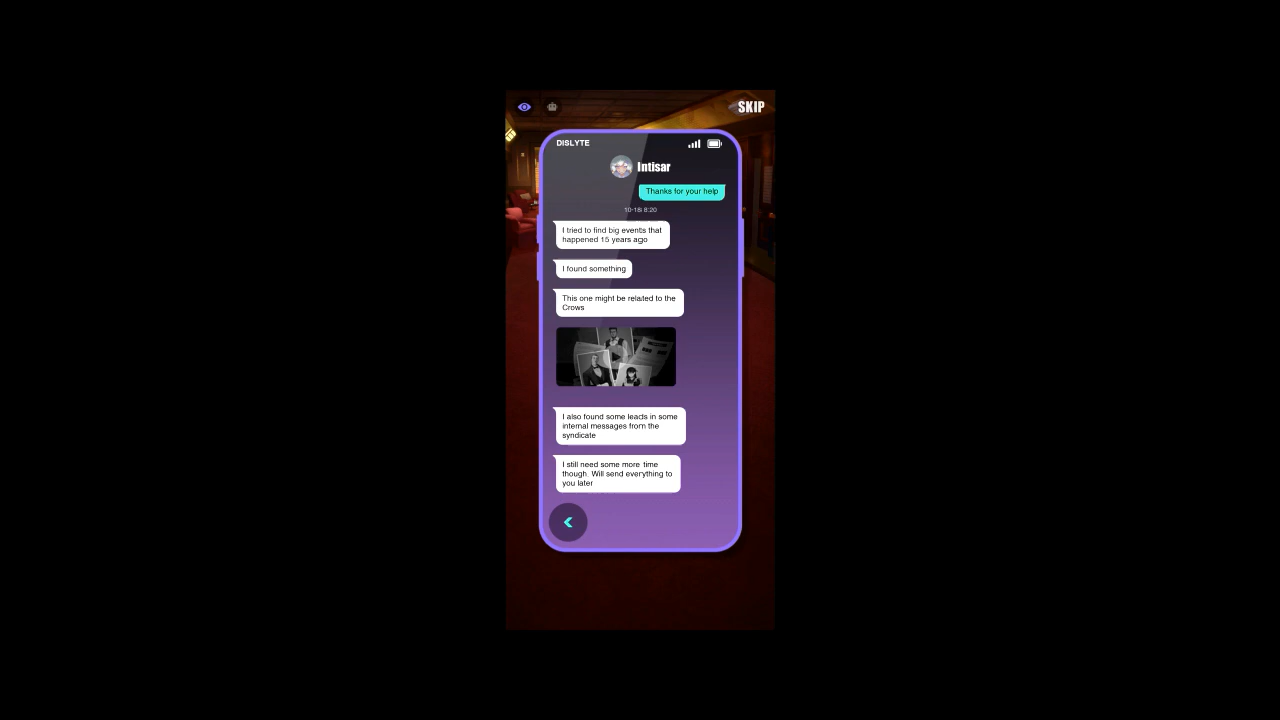 SKIP
DISLYTE
Intisar
Thanks for your help
10-18 6:20
I tried to find big events that
happened 15 years ago
I found something
This one might be related to the
Crows
I also found some leads in some
internal messages from the
syndicate
I still need some more time
though. Will send everything to
you later